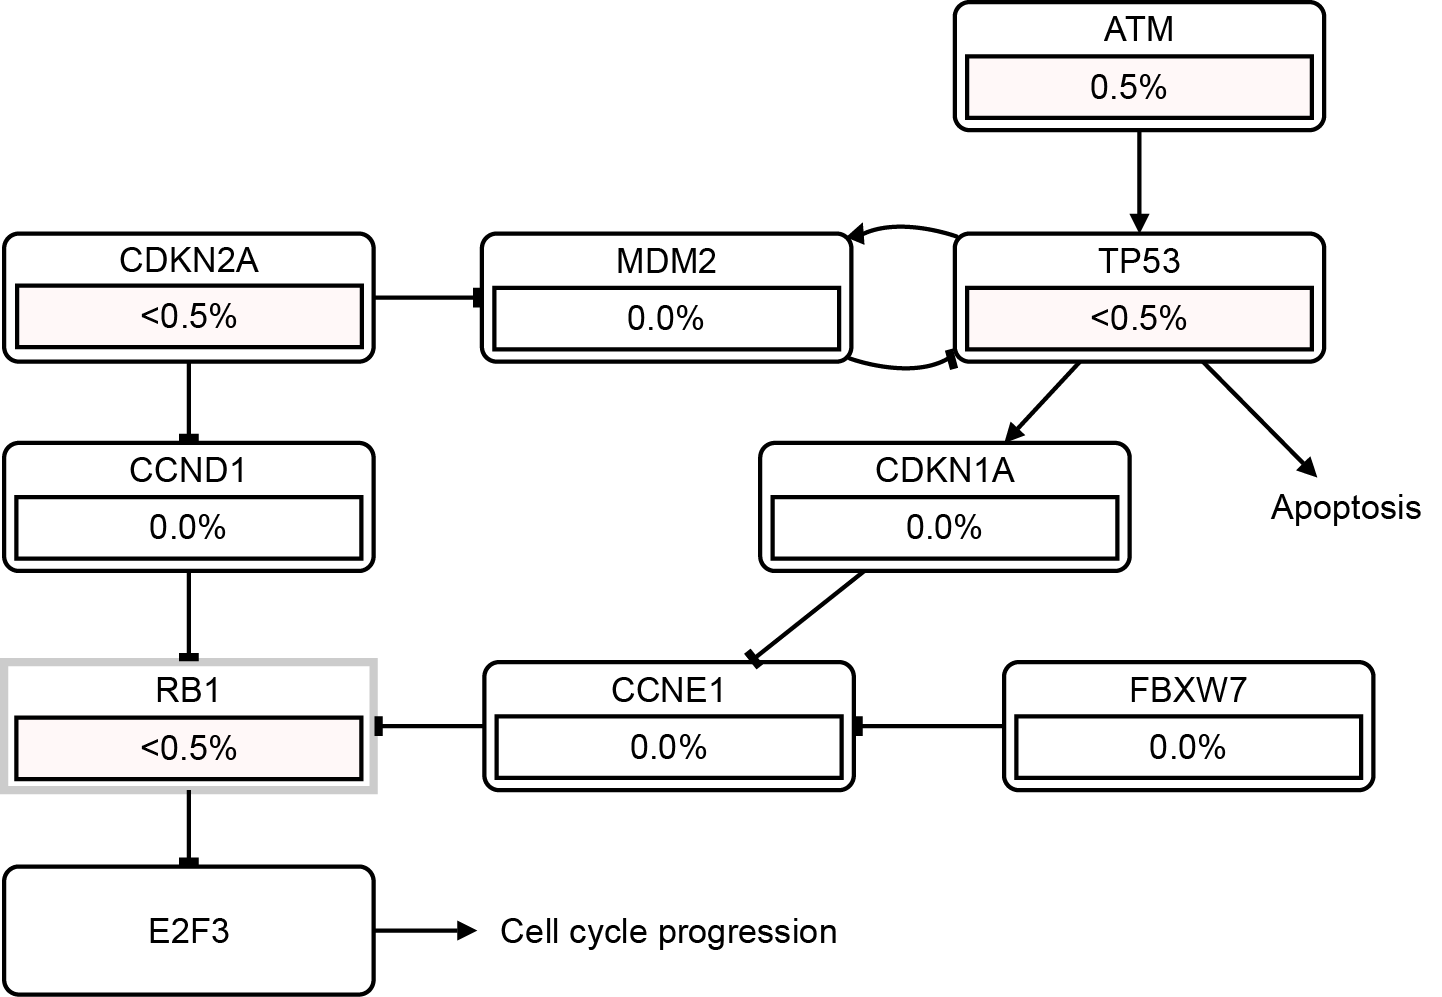 ATM
0.5%
CDKN2A
<0.5%
MDM2
0.0%
TP53
<0.5%
CCND1
0.0%
CDKN1A
0.0%
Apoptosis
RB1
<0.5%
CCNE1
0.0%
FBXW7
0.0%
E2F3
Cell cycle progression